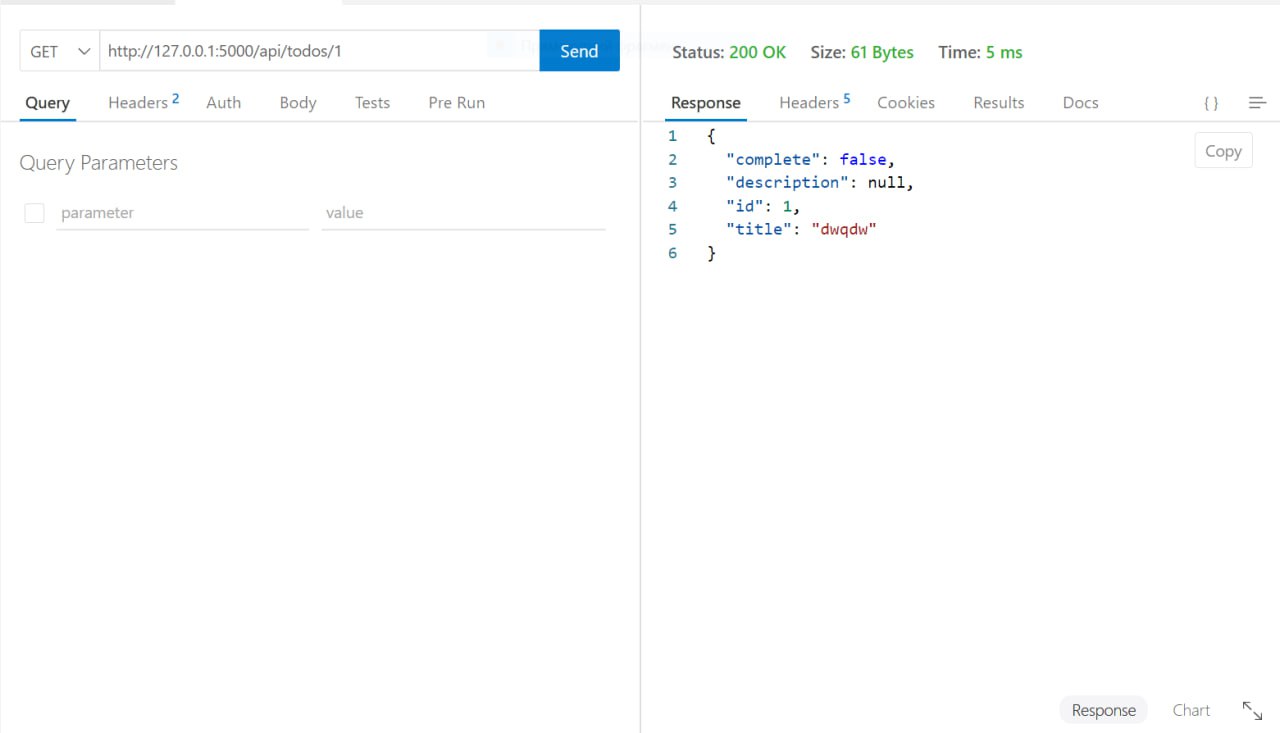 GET http://127.0.0.1:5000/api/todos/1 Send
Query Headers 2 Auth Body Tests Pre Run
Query Parameters
parameter value
Status: 200 OK Size: 61 Bytes Time: 5 ms
Response Headers 5 Cookies Results Docs { }
Copy
1 {
2 "complete": false,
3 "description": null,
4 "id": 1,
5 "title": "dwqdw"
6 }
Response Chart